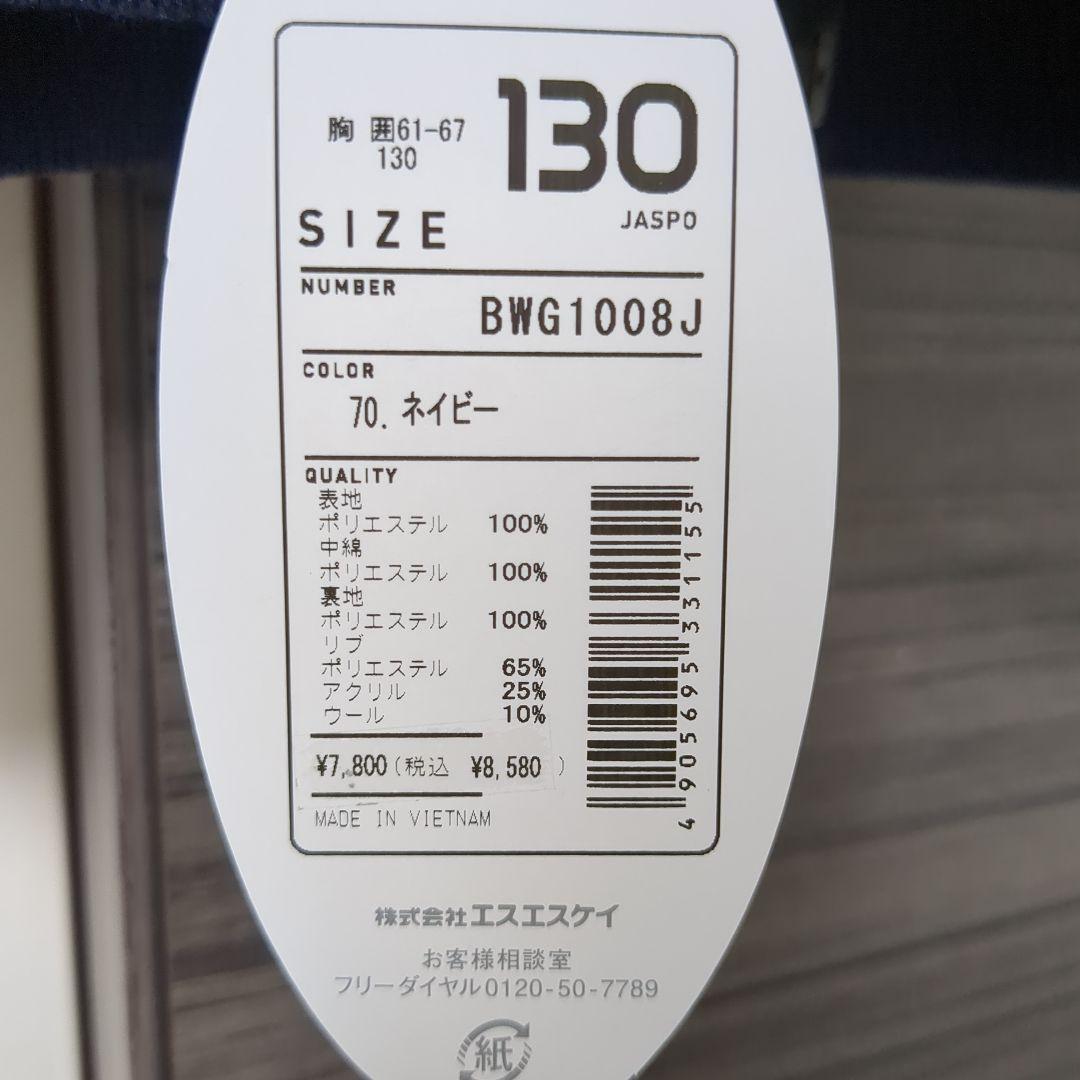 胸 囲61-67
130
130
JASPO
SIZE
NUMBER
BWG1008J
COLOR
70. ネイビー
QUALITY
表地
ポリエステル 100%
中綿
ポリエステル 100%
裏地
ポリエステル 100%
リブ
ポリエステル 65%
アクリル 25%
ウール 10%
¥7,800(税込 ¥8,580 )
MADE IN VIETNAM
4 905695 331155
株式会社エスエスケイ
お客様相談室
フリーダイヤル0120-50-7789
紙